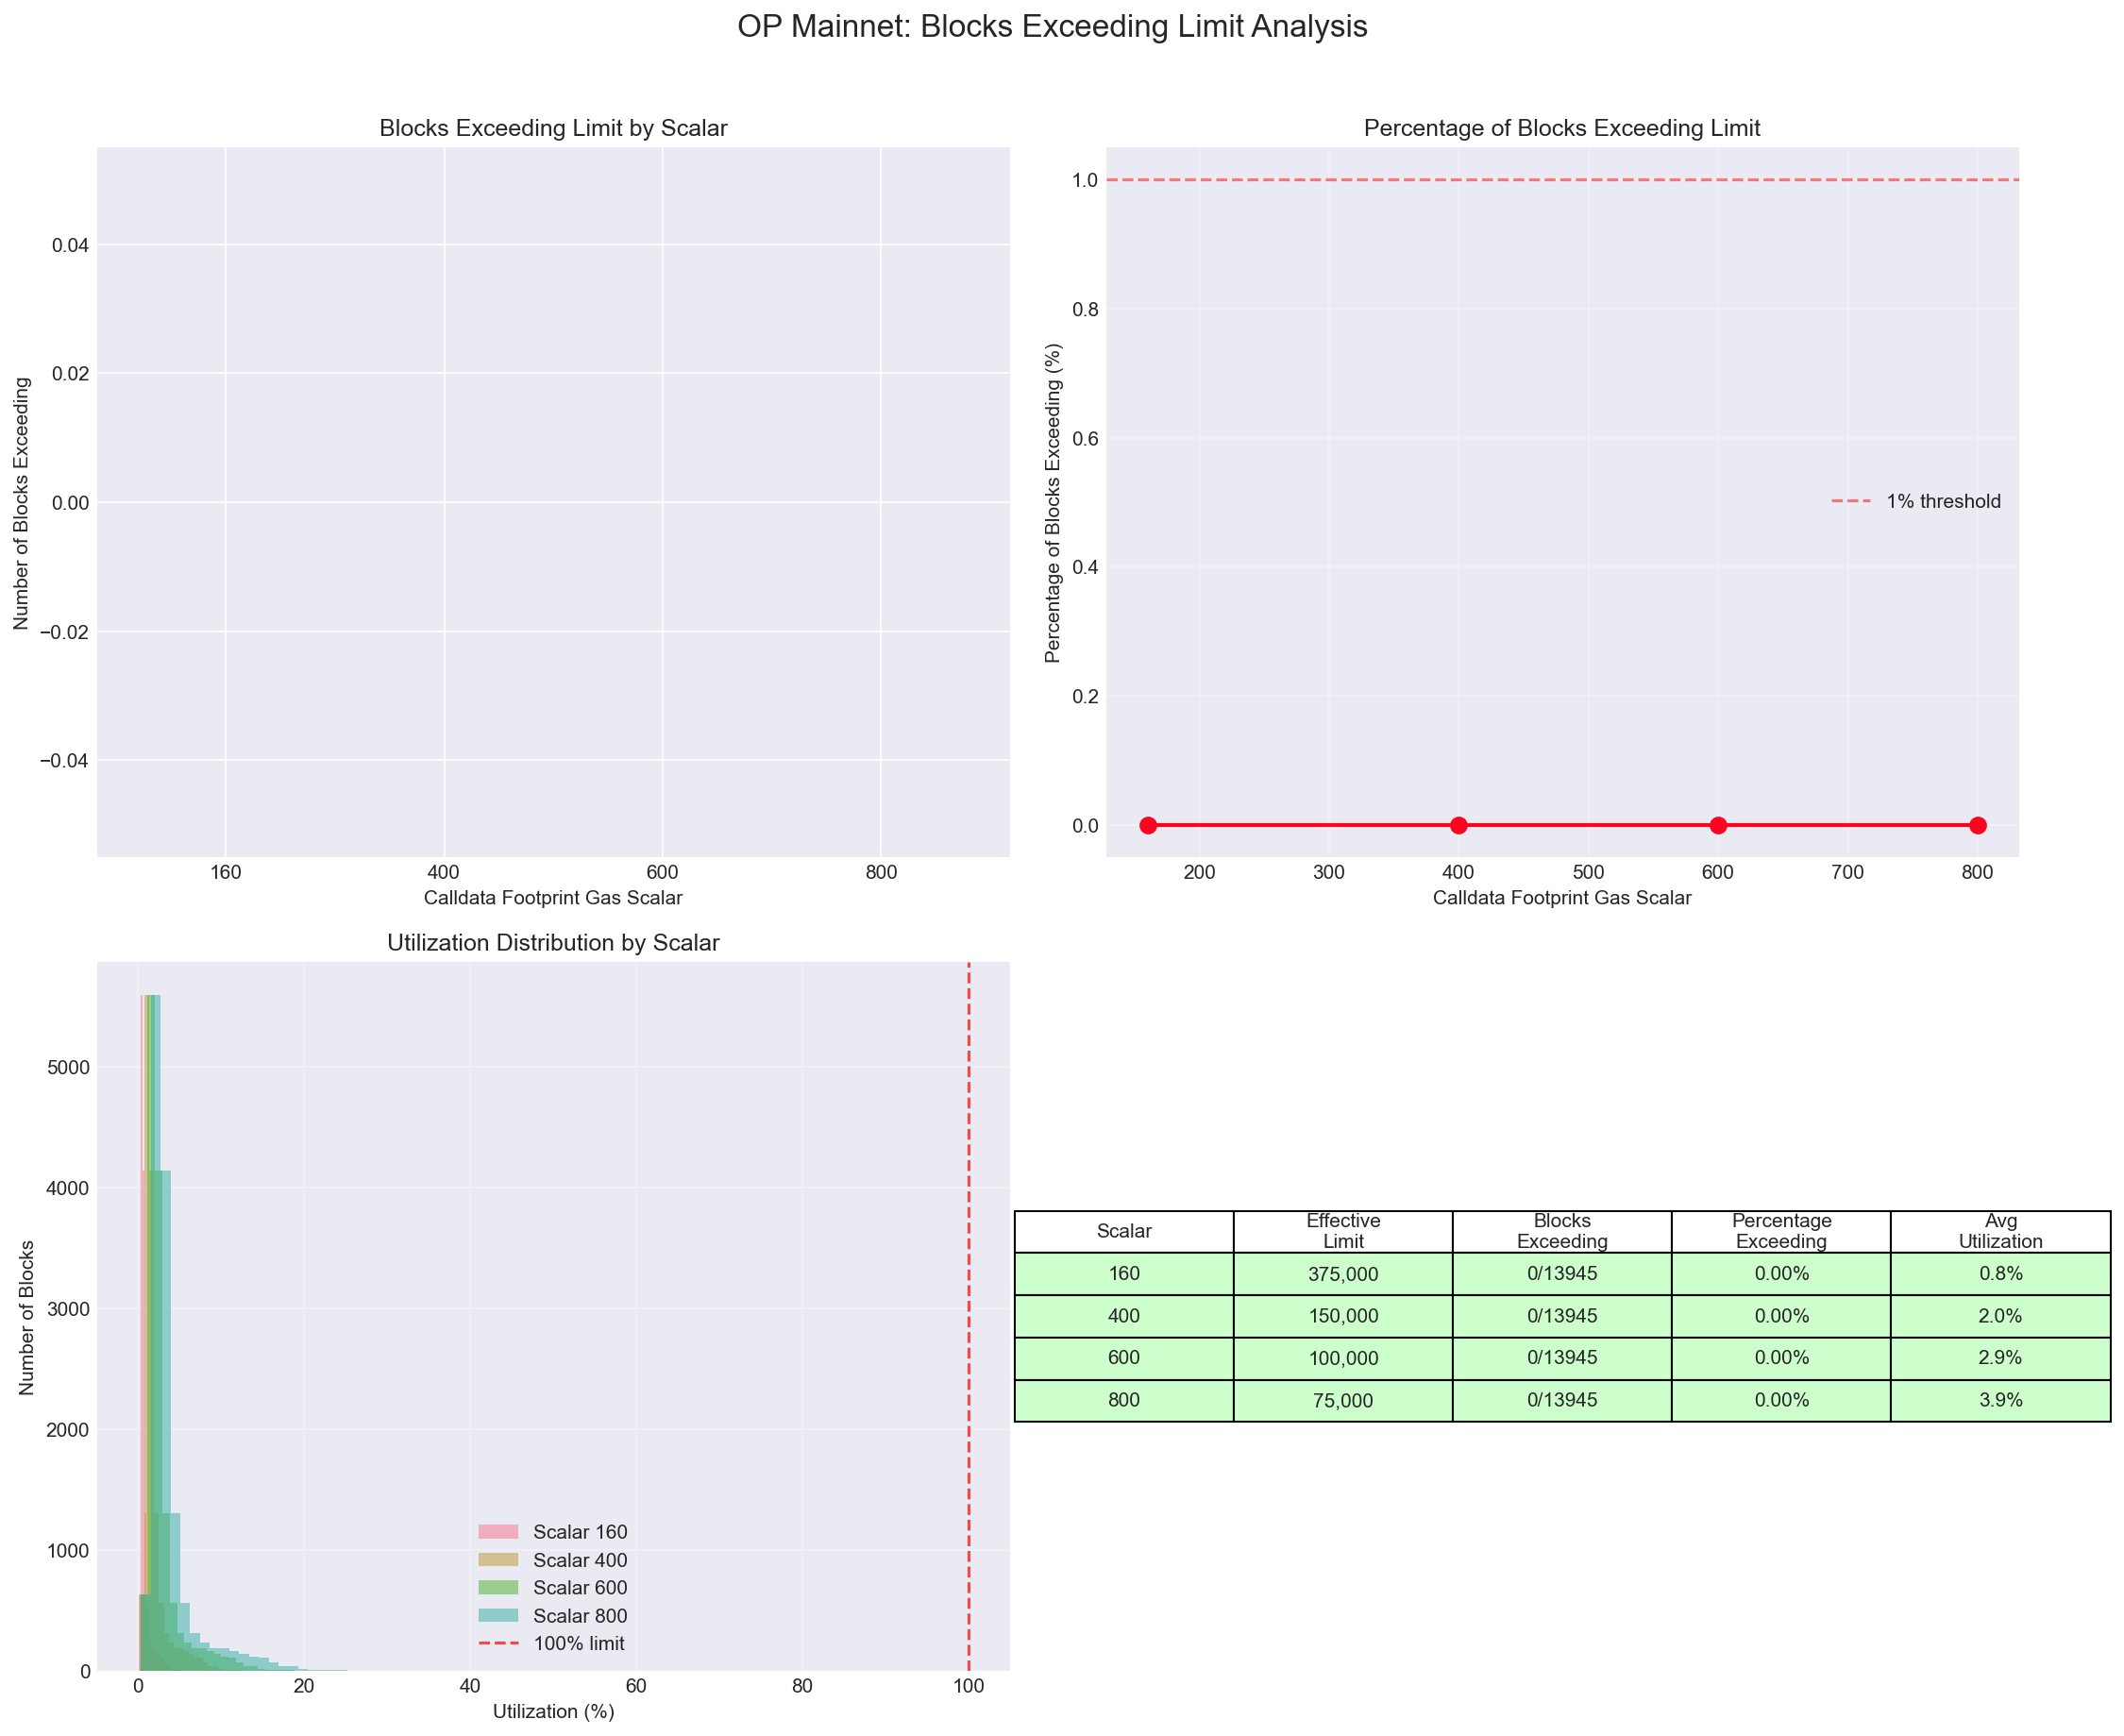 OP Mainnet: Blocks Exceeding Limit Analysis
Blocks Exceeding Limit by Scalar
Number of Blocks Exceeding
0.04
0.02
0.00
−0.02
−0.04
160 400 600 800
Calldata Footprint Gas Scalar
Percentage of Blocks Exceeding Limit
Percentage of Blocks Exceeding (%)
1.0
0.8
0.6
0.4
0.2
0.0
1% threshold
200 300 400 500 600 700 800
Calldata Footprint Gas Scalar
Utilization Distribution by Scalar
Number of Blocks
5000
4000
3000
2000
1000
0
Scalar 160
Scalar 400
Scalar 600
Scalar 800
100% limit
0 20 40 60 80 100
Utilization (%)
Scalar Effective Limit Blocks Exceeding Percentage Exceeding Avg Utilization
160 375,000 0/13945 0.00% 0.8%
400 150,000 0/13945 0.00% 2.0%
600 100,000 0/13945 0.00% 2.9%
800 75,000 0/13945 0.00% 3.9%